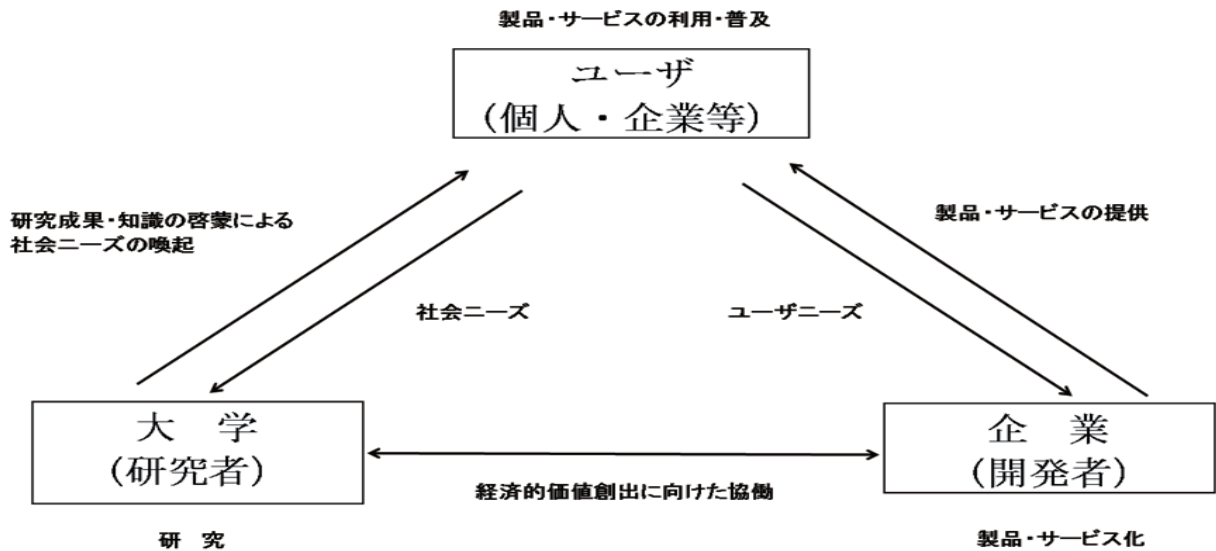 製品・サービスの利用・普及
ユーザ
(個人・企業等)
研究成果・知識の啓蒙による
社会ニーズの喚起
製品・サービスの提供
社会ニーズ
ユーザニーズ
大　学
(研究者)
企　業
(開発者)
経済的価値創出に向けた協働
研　究
製品・サービス化